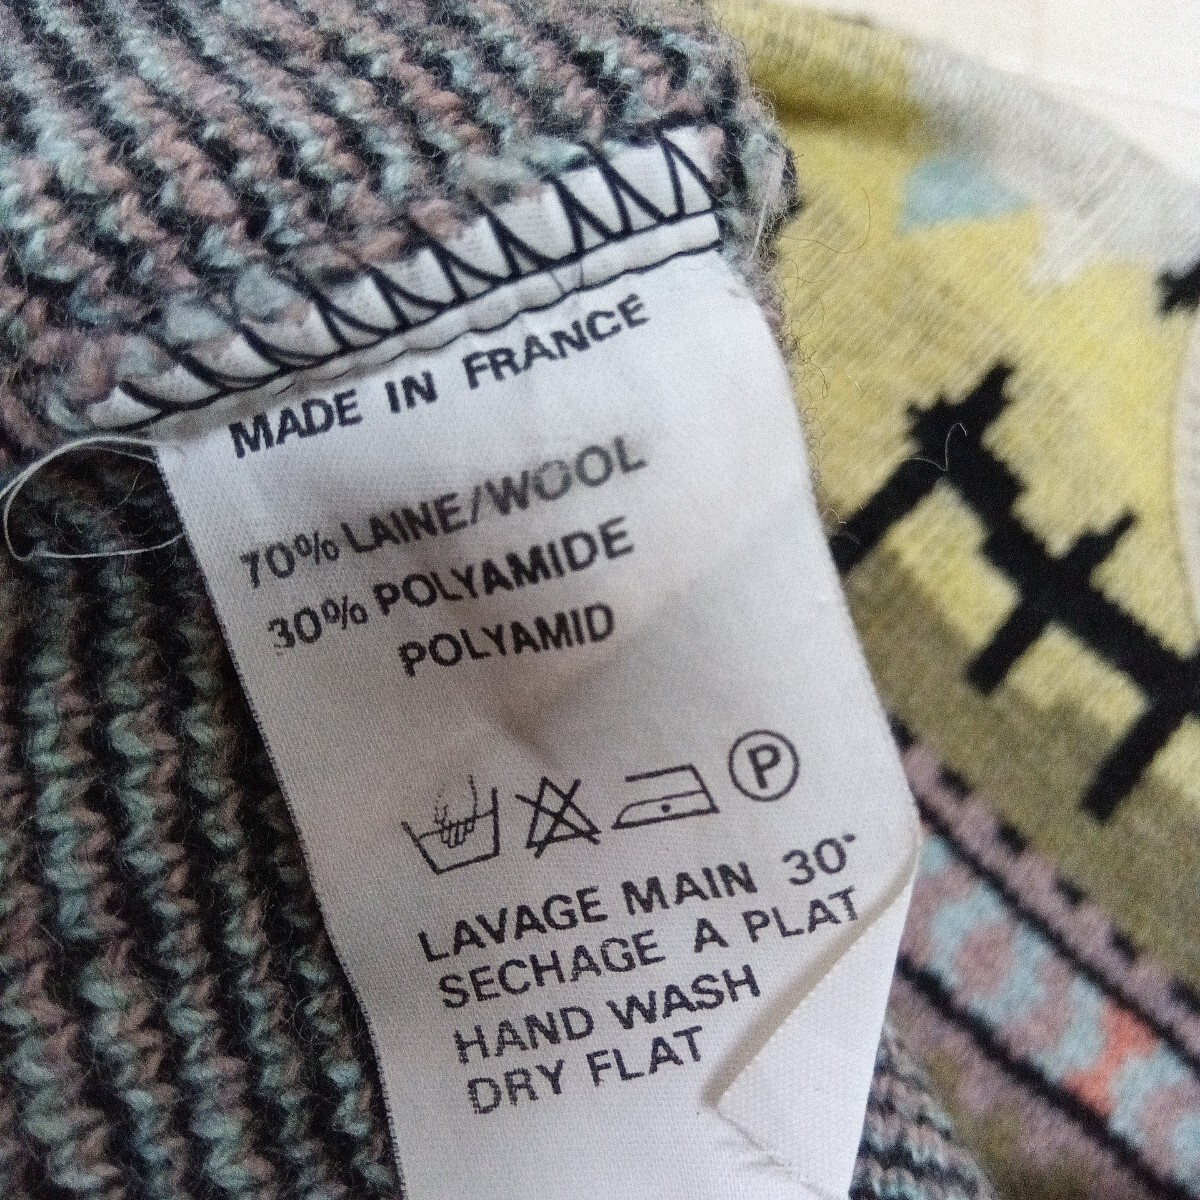 MADE IN FRANCE
70% LAINE/WOOL
30% POLYAMIDE
POLYAMID
P
LAVAGE MAIN 30°
SECHAGE A PLAT
HAND WASH
DRY FLAT